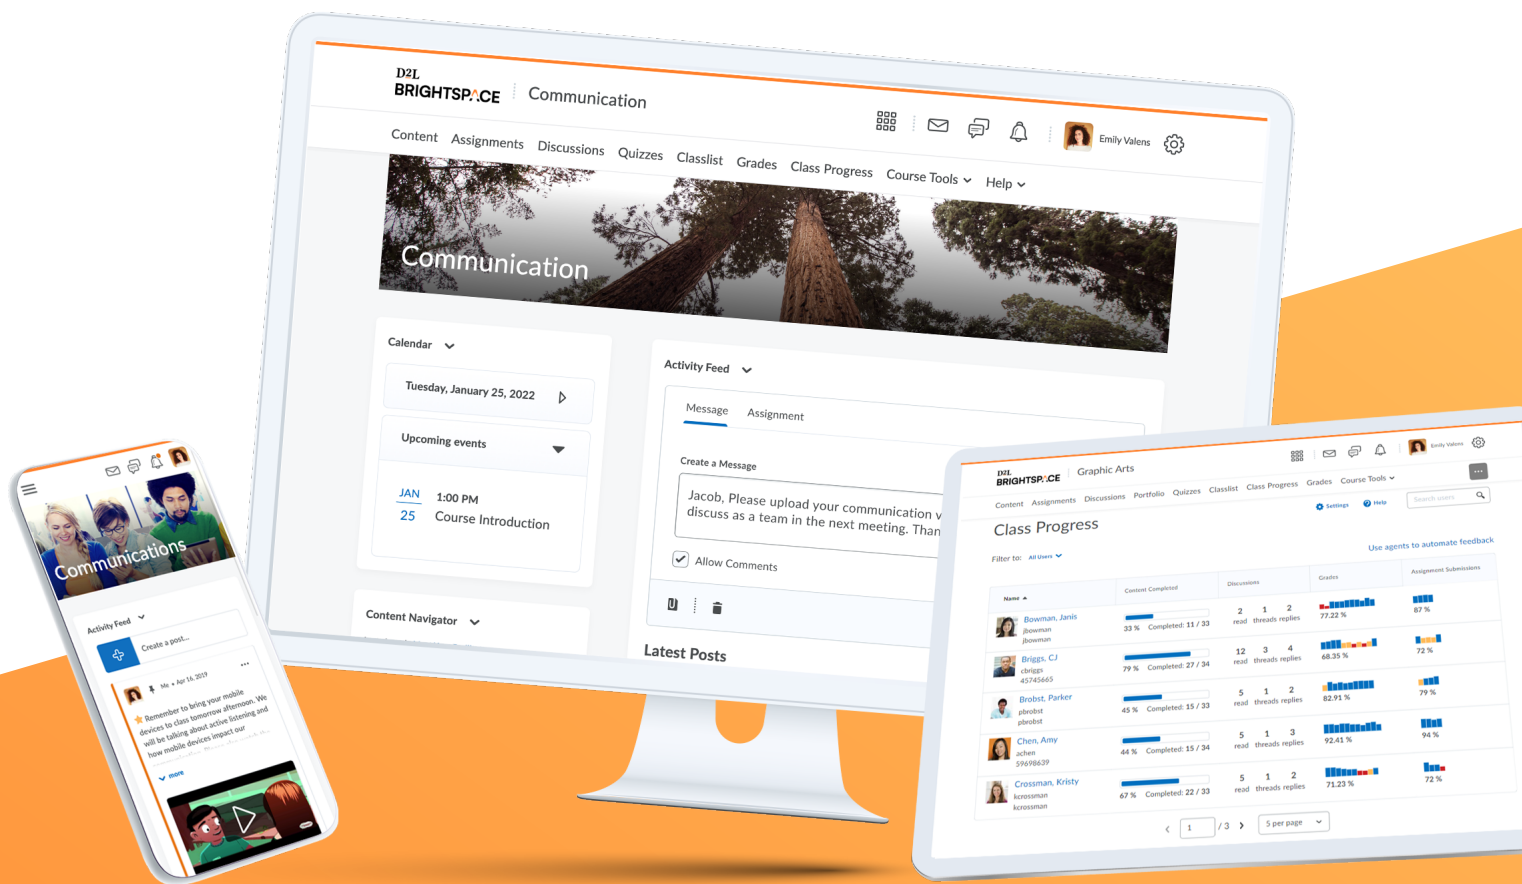 D2L
BRIGHTSPACE
Communication
Emily Valens
Content Assignments Discussions Quizzes Classlist Grades Class Progress Course Tools Help
Communication
Calendar
Tuesday, January 25, 2022
Upcoming events
JAN
25
1:00 PM
Course Introduction
Content Navigator
Activity Feed
Message Assignment
Create a Message
Jacob, Please upload your communication
discuss as a team in the next meeting.
Allow Comments
Latest Posts
Communications
Activity Feed
Create a post...
Me • Apr 16, 2019
Remember to bring your mobile
devices to class tomorrow afternoon. We
will be talking about active listening and
how mobile devices impact our
more
D2L
BRIGHTSPACE
Graphic Arts
Emily Valens
Content Assignments Discussions Portfolio Quizzes Classlist Class Progress Grades Course Tools
Class Progress
Settings Help Search users
Filter to: All Users
Use agents to automate feedback
Name Content Completed Discussions Grades Assignment Submissions
Bowman, Janis
jbowman
jbowman
33 % Completed: 11 / 33
2 1 2
read threads replies
77.22 %
87 %
Briggs, CJ
cbriggs
45745665
79 % Completed: 27 / 34
12 3 4
read threads replies
68.35 %
72 %
Brobst, Parker
pbrobst
pbrobst
45 % Completed: 15 / 33
5 1 2
read threads replies
82.91 %
79 %
Chen, Amy
achen
59698639
44 % Completed: 15 / 34
5 1 3
read threads replies
92.41 %
94 %
Crossman, Kristy
kcrossman
kcrossman
67 % Completed: 22 / 33
5 1 2
read threads replies
71.23 %
72 %
1 / 3 5 per page